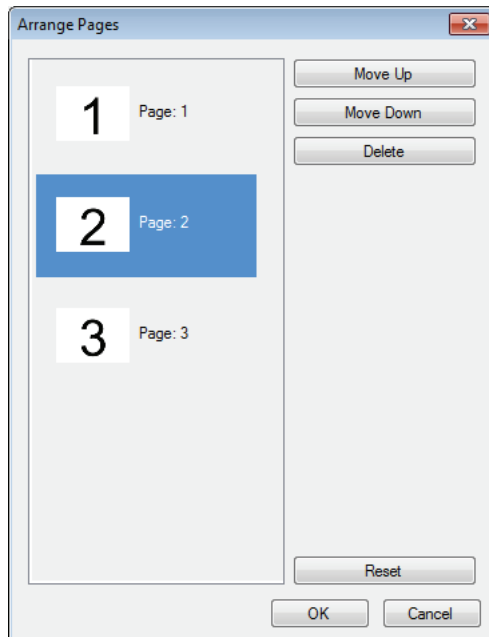 Arrange Pages
1 Page: 1
2 Page: 2
3 Page: 3
Move Up
Move Down
Delete
Reset
OK Cancel